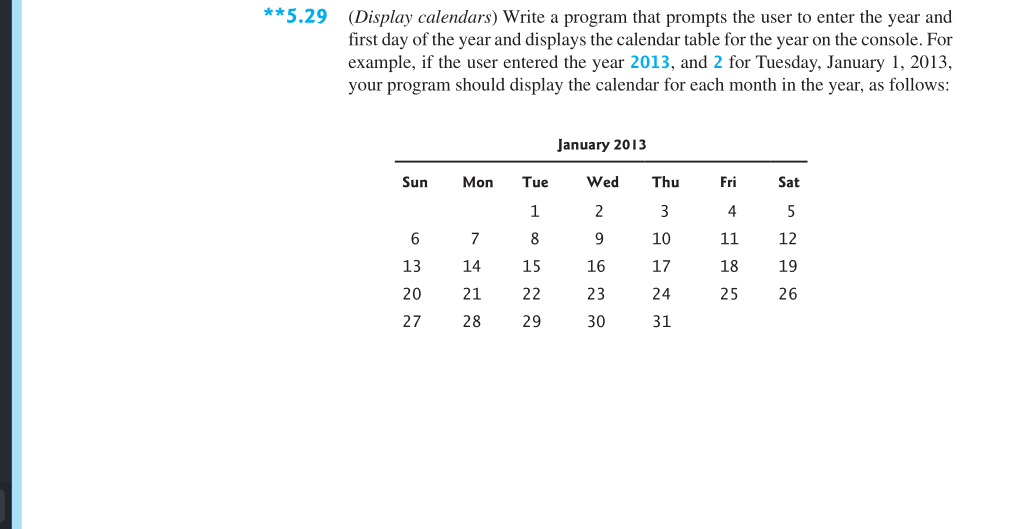 **5.29 (Display calendars) Write a program that prompts the user to enter the year and
first day of the year and displays the calendar table for the year on the console. For
example, if the user entered the year 2013, and 2 for Tuesday, January 1, 2013,
your program should display the calendar for each month in the year, as follows:
January 2013
Sun Mon Tue Wed Thu Fri Sat
1 2 3 4 5
6 7 8 9 10 11 12
13 14 15 16 17 18 19
20 21 22 23 24 25 26
27 28 29 30 31